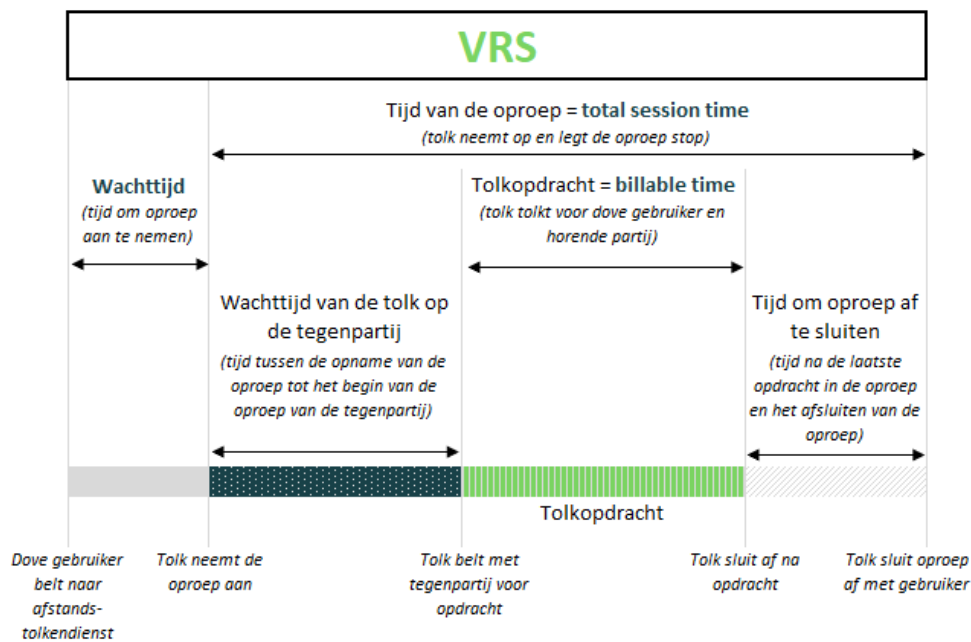 VRS
Tijd van de oproep = total session time
(tolk neemt op en legt de oproep stop)
Wachttijd
(tijd om oproep
aan te nemen)
Tolkopdracht = billable time
(tolk tolkt voor dove gebruiker en
horende partij)
Wachttijd van de tolk op
de tegenpartij
(tijd tussen de opname van de
oproep tot het begin van de
oproep van de tegenpartij)
Tijd om oproep af
te sluiten
(tijd na de laatste
opdracht in de oproep
en het afsluiten van de
oproep)
Tolkopdracht
Dove gebruiker
belt naar
afstands-
tolkendienst
Tolk neemt de
oproep aan
Tolk belt met
tegenpartij voor
opdracht
Tolk sluit af na
opdracht
Tolk sluit oproep
af met gebruiker